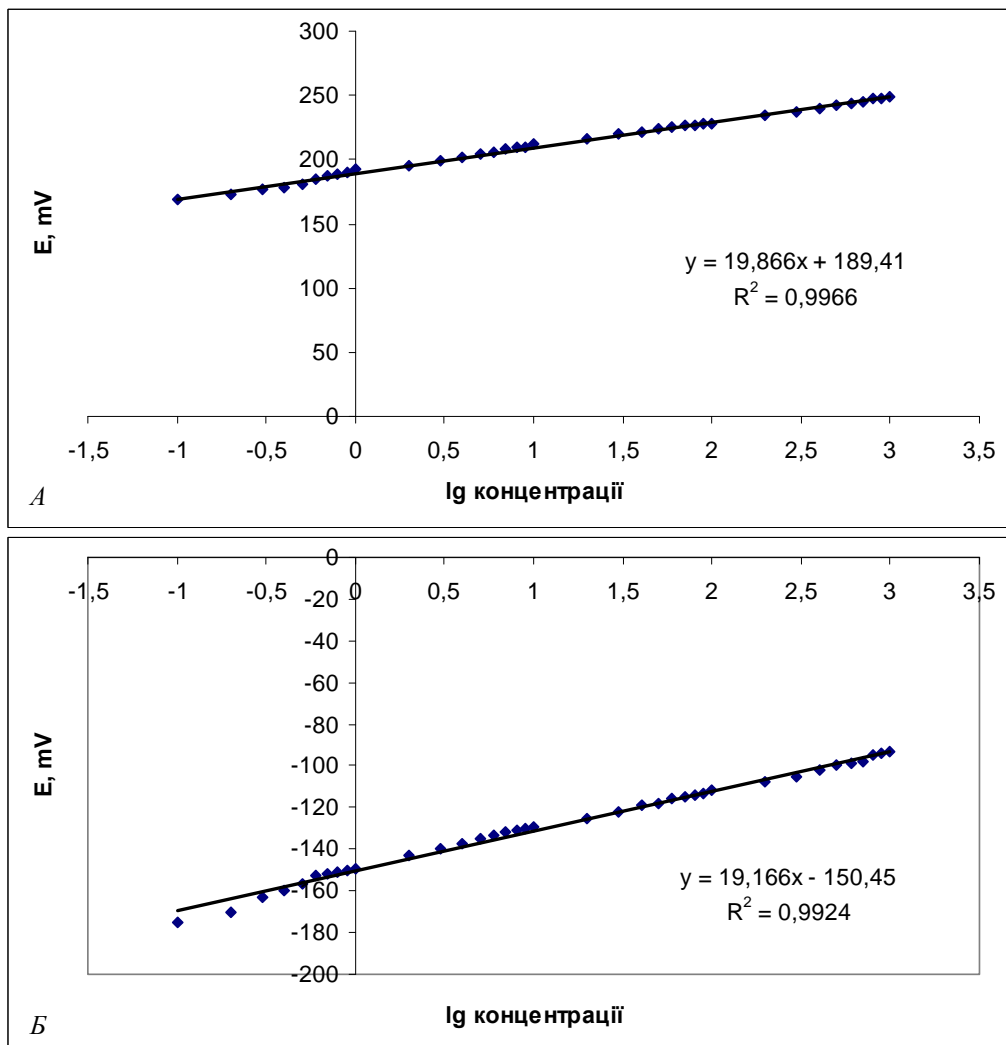 300
250
200
150
100
50
0
E, mV
y = 19,866x + 189,41
R² = 0,9966
-1,5 -1 -0,5 0 0,5 1 1,5 2 2,5 3 3,5
lg концентрації
А
0
-1,5 -1 -0,5 0 0,5 1 1,5 2 2,5 3 3,5
-20
-40
-60
-80
-100
-120
-140
-160
-180
-200
E, mV
y = 19,166x - 150,45
R² = 0,9924
lg концентрації
Б